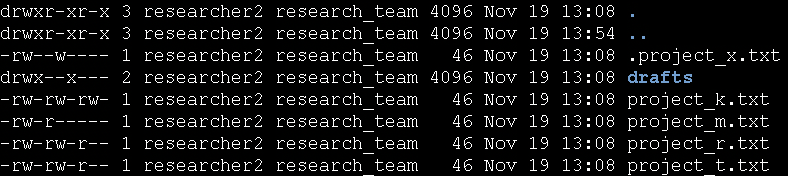 drwxr-xr-x 3 researcher2 research_team 4096 Nov 19 13:08 .
drwxr-xr-x 3 researcher2 research_team 4096 Nov 19 13:54 ..
-rw--w---- 1 researcher2 research_team   46 Nov 19 13:08 .project_x.txt
drwx--x--- 2 researcher2 research_team 4096 Nov 19 13:08 drafts
-rw-rw-rw- 1 researcher2 research_team   46 Nov 19 13:08 project_k.txt
-rw-r----- 1 researcher2 research_team   46 Nov 19 13:08 project_m.txt
-rw-rw-r-- 1 researcher2 research_team   46 Nov 19 13:08 project_r.txt
-rw-rw-r-- 1 researcher2 research_team   46 Nov 19 13:08 project_t.txt